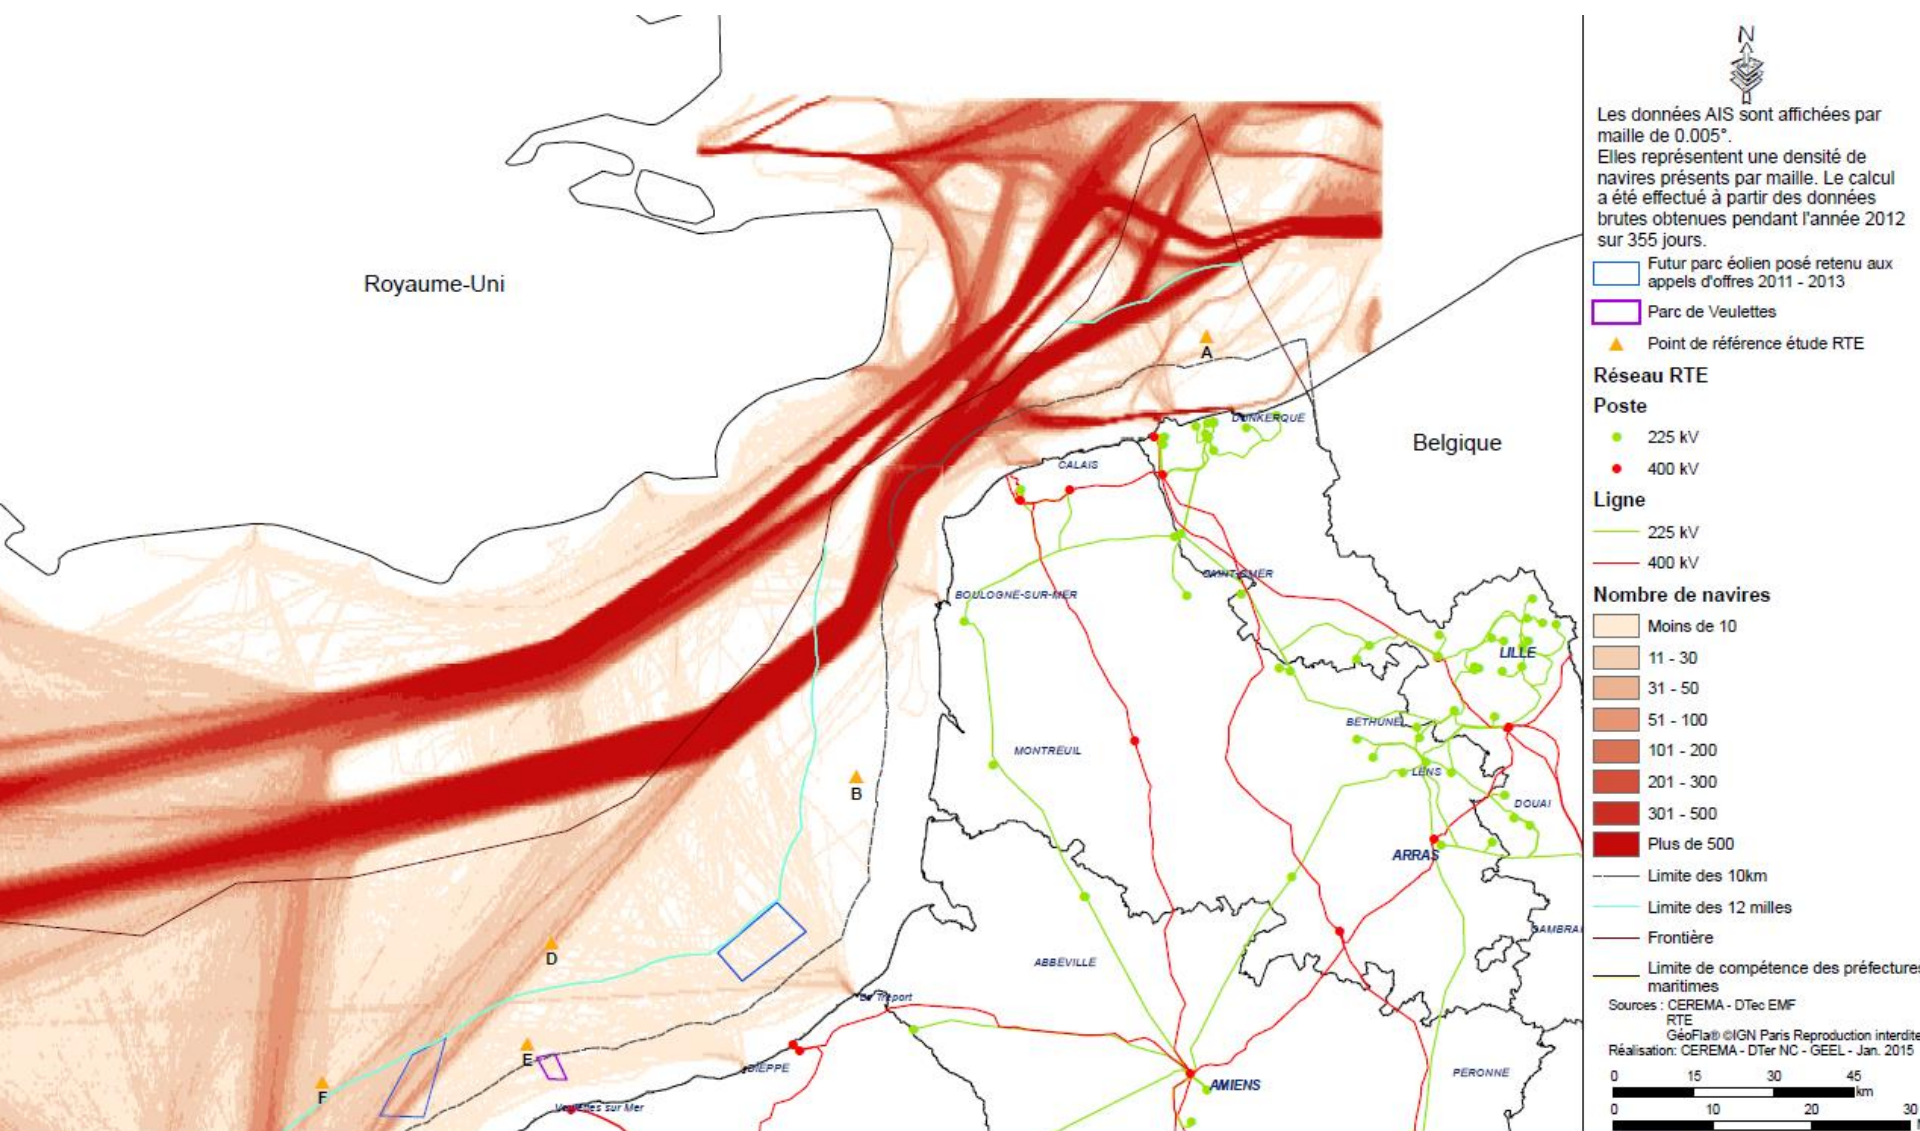 Royaume-Uni
Belgique
A
B
D
E
F
DUNKERQUE
CALAIS
SAINT-OMER
BOULOGNE-SUR-MER
LILLE
BETHUNE
MONTREUIL
LENS
DOUAI
ARRAS
CAMBRAI
ABBEVILLE
Le Tréport
DIEPPE
AMIENS
PERONNE
Veulettes sur Mer
N
Les données AIS sont affichées par
maille de 0.005°.
Elles représentent une densité de
navires présents par maille. Le calcul
a été effectué à partir des données
brutes obtenues pendant l'année 2012
sur 355 jours.
Futur parc éolien posé retenu aux
appels d'offres 2011 - 2013
Parc de Veulettes
Point de référence étude RTE
Réseau RTE
Poste
225 kV
400 kV
Ligne
225 kV
400 kV
Nombre de navires
Moins de 10
11 - 30
31 - 50
51 - 100
101 - 200
201 - 300
301 - 500
Plus de 500
Limite des 10km
Limite des 12 milles
Frontière
Limite de compétence des préfectures
maritimes
Sources : CEREMA - DTec EMF
RTE
GéoFla® ©IGN Paris Reproduction interdite
Réalisation: CEREMA - DTer NC - GEEL - Jan. 2015
0 15 30 45
km
0 10 20 30